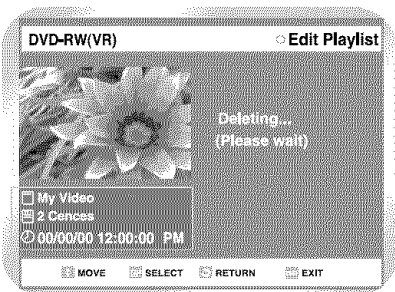 DVD-RW(VR)
Edit Playlist
Deleting...
(Please wait)
My Video
2 Cences
00/00/00 12:00:00 PM
MOVE SELECT RETURN EXIT